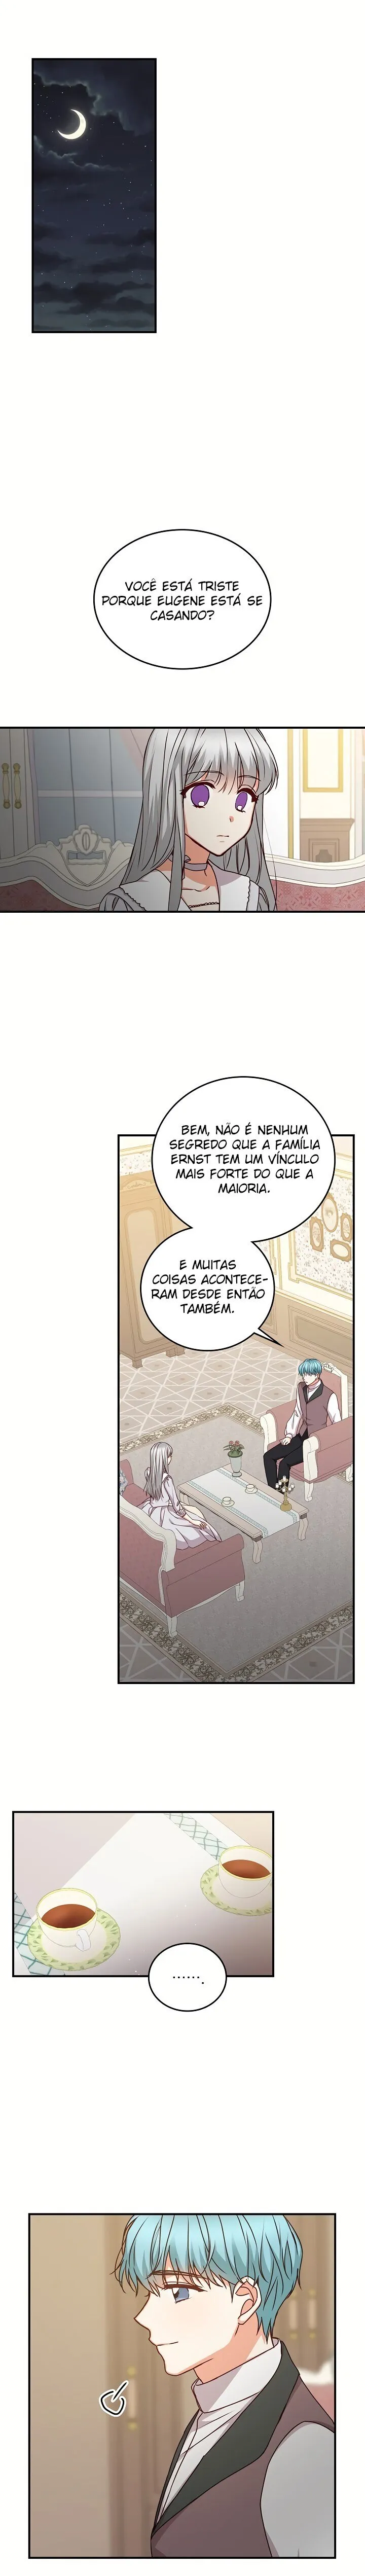 VOCÊ ESTÁ TRISTE
PORQUE EUGENE ESTÁ SE
CASANDO?
BEM, NÃO É NENHUM
SEGREDO QUE A FAMÍLIA
ERNST TEM UM VÍNCULO
MAIS FORTE DO QUE A
MAIORIA.
E MUITAS
COISAS ACONTECE-
RAM DESDE ENTÃO
TAMBÉM.
.......